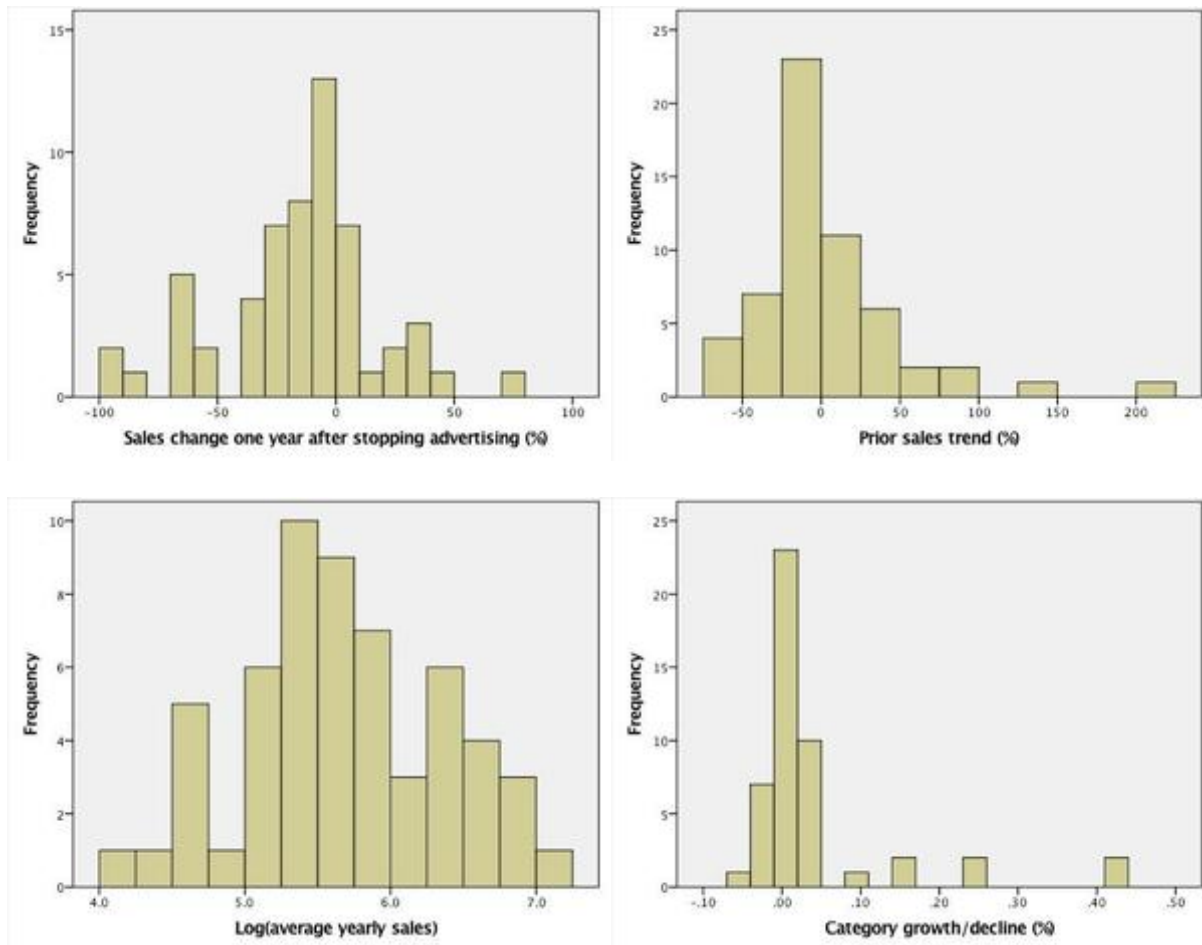 15
10
5
0
Frequency
-100 -50 0 50 100
Sales change one year after stopping advertising (%)
25
20
15
10
5
0
Frequency
-50 0 50 100 150 200
Prior sales trend (%)
10
8
6
4
2
0
Frequency
4.0 5.0 6.0 7.0
Log(average yearly sales)
25
20
15
10
5
0
Frequency
-.10 .00 .10 .20 .30 .40 .50
Category growth/decline (%)